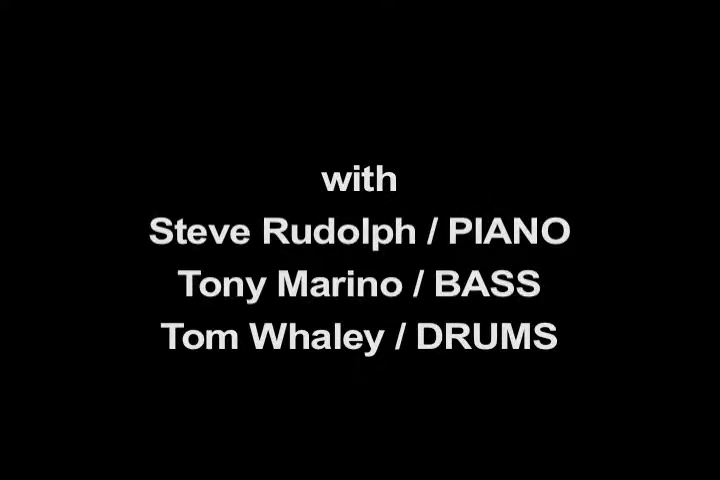 with
Steve Rudolph / PIANO
Tony Marino / BASS
Tom Whaley / DRUMS